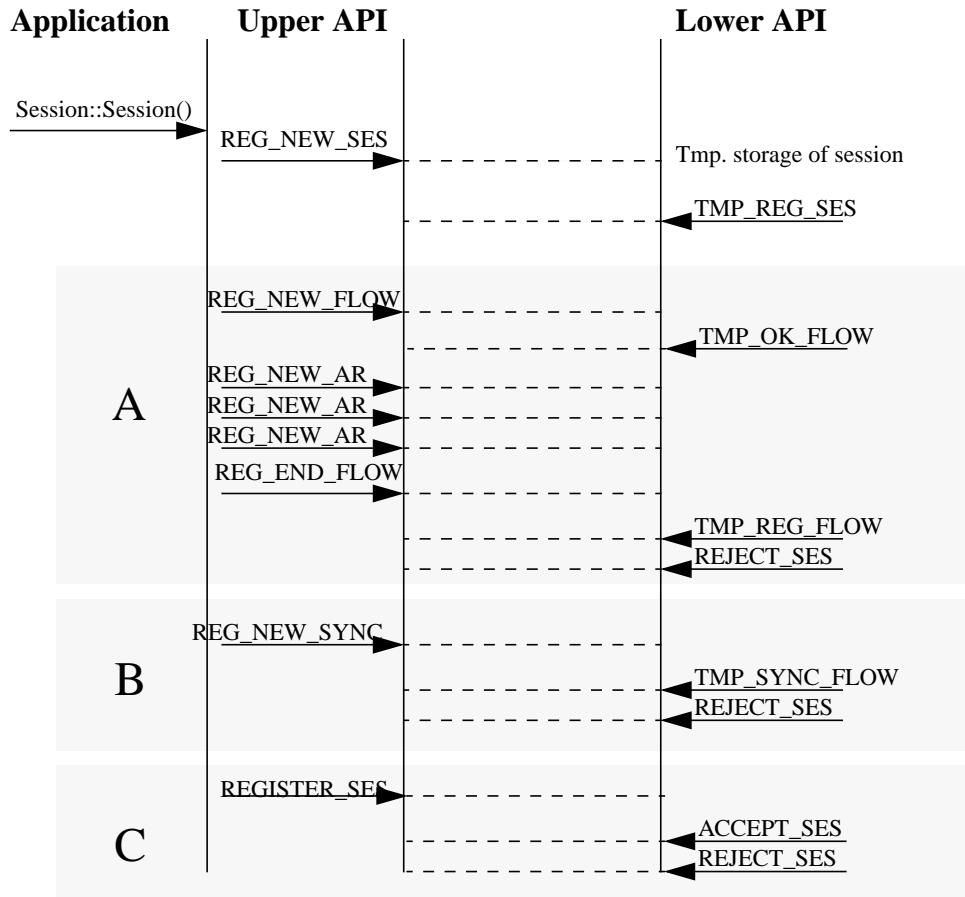 Application Upper API Lower API
Session::Session()
REG_NEW_SES
Tmp. storage of session
TMP_REG_SES
REG_NEW_FLOW
TMP_OK_FLOW
REG_NEW_AR
A
REG_NEW_AR
REG_NEW_AR
REG_END_FLOW
TMP_REG_FLOW
REJECT_SES
REG_NEW_SYNC
B
TMP_SYNC_FLOW
REJECT_SES
REGISTER_SES
ACCEPT_SES
C
REJECT_SES